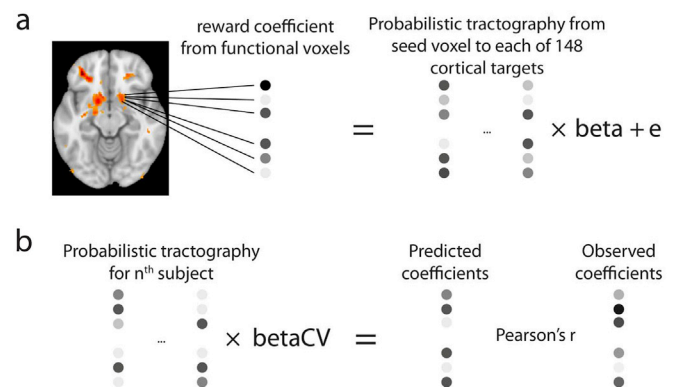 a
reward coefficient
from functional voxels
Probabilistic tractography from
seed voxel to each of 148
cortical targets
=
...
× beta + e
b
Probabilistic tractography
for nth subject
Predicted
coefficients
Observed
coefficients
...
× betaCV
=
Pearson's r